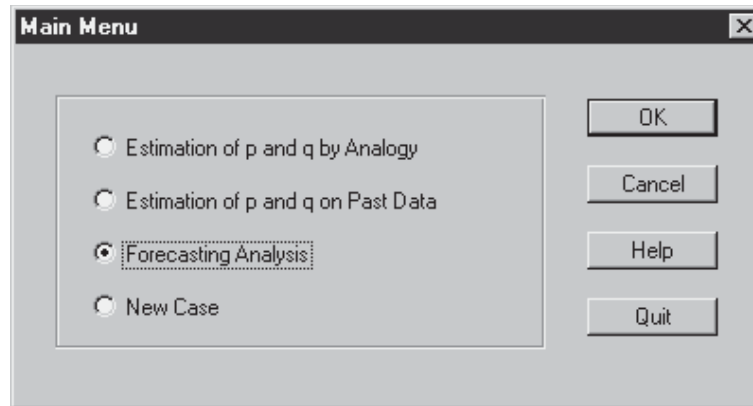 Main Menu
Estimation of p and q by Analogy
Estimation of p and q on Past Data
Forecasting Analysis
New Case
OK
Cancel
Help
Quit